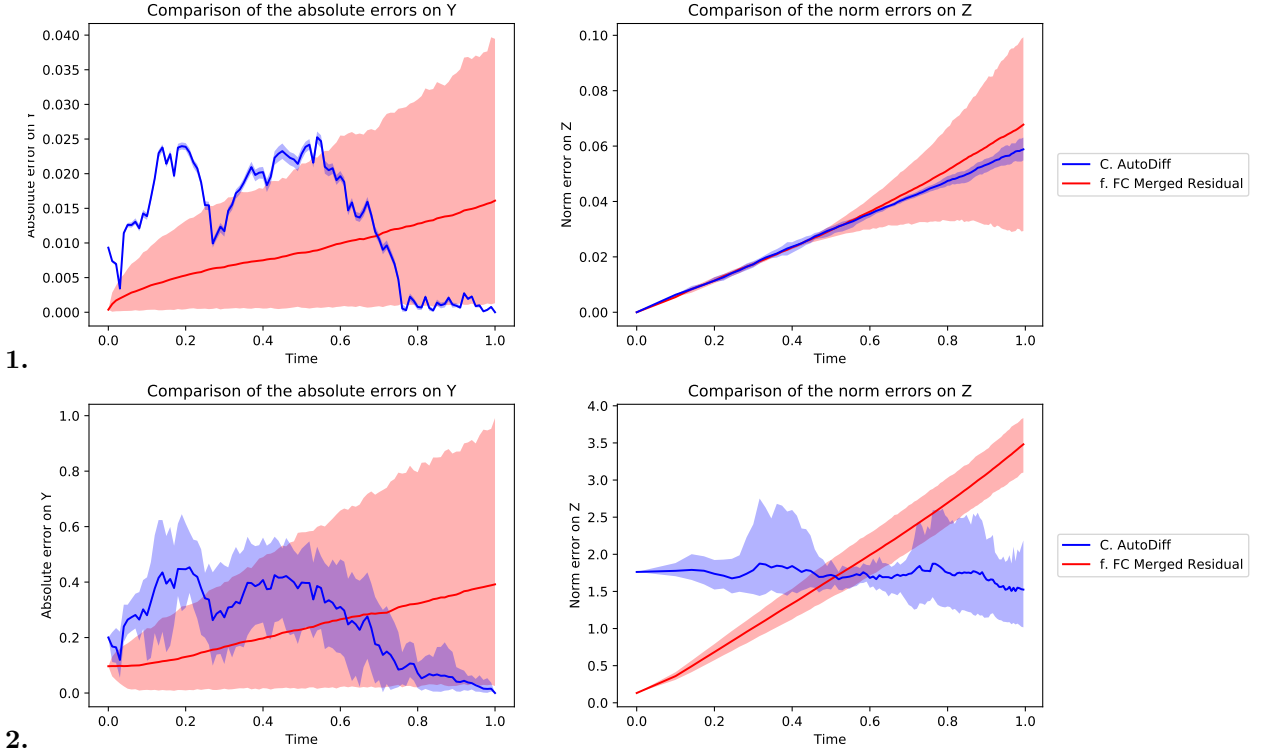 Comparison of the absolute errors on Y
Comparison of the norm errors on Z
0.040
0.035
0.030
0.025
0.020
0.015
0.010
0.005
0.000
Absolute error on Y
0.0 0.2 0.4 0.6 0.8 1.0
Time
0.10
0.08
0.06
0.04
0.02
0.00
Norm error on Z
0.0 0.2 0.4 0.6 0.8 1.0
Time
C. AutoDiff
f. FC Merged Residual
1.
Comparison of the absolute errors on Y
Comparison of the norm errors on Z
1.0
0.8
0.6
0.4
0.2
0.0
Absolute error on Y
0.0 0.2 0.4 0.6 0.8 1.0
Time
4.0
3.5
3.0
2.5
2.0
1.5
1.0
0.5
0.0
Norm error on Z
0.0 0.2 0.4 0.6 0.8 1.0
Time
C. AutoDiff
f. FC Merged Residual
2.